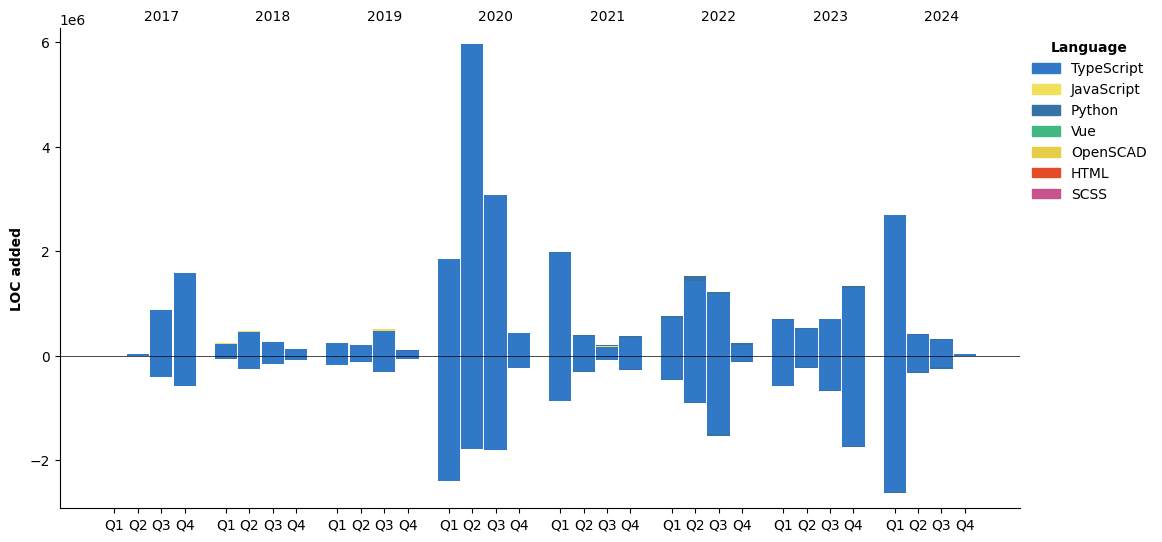 2017 2018 2019 2020 2021 2022 2023 2024
1e6
6
4
2
0
−2
LOC added
Q1 Q2 Q3 Q4 Q1 Q2 Q3 Q4 Q1 Q2 Q3 Q4 Q1 Q2 Q3 Q4 Q1 Q2 Q3 Q4 Q1 Q2 Q3 Q4 Q1 Q2 Q3 Q4 Q1 Q2 Q3 Q4
Language
TypeScript
JavaScript
Python
Vue
OpenSCAD
HTML
SCSS